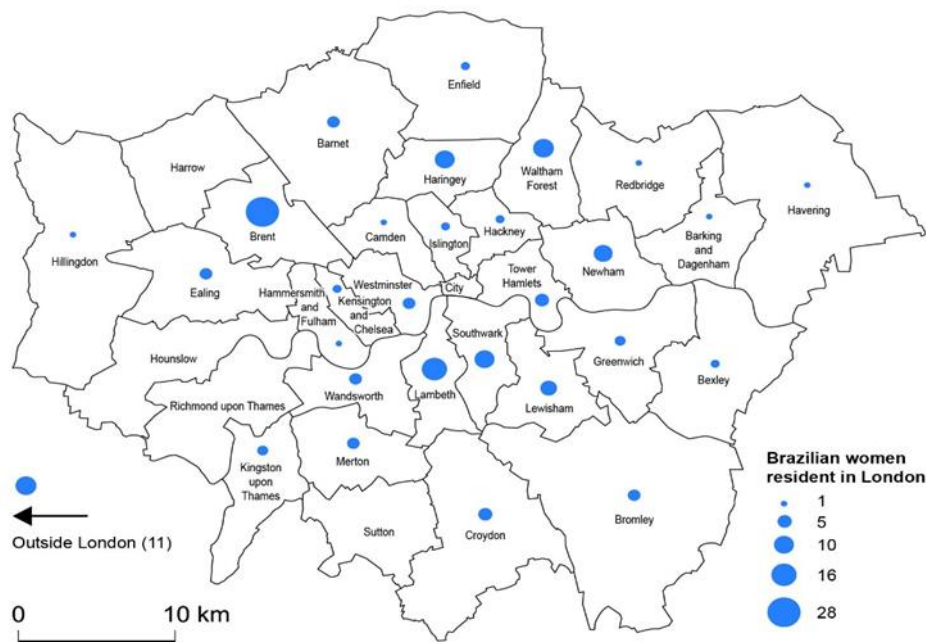 Enfield
Barnet
Harrow
Haringey
Waltham
Forest
Redbridge
Havering
Brent
Camden
Islington
Hackney
Barking
and
Dagenham
Hillingdon
Ealing
Newham
Tower
Hamlets
Westminster
City
Hammersmith
and
Fulham
Kensington
and
Chelsea
Southwark
Hounslow
Greenwich
Bexley
Richmond upon Thames
Wandsworth
Lambeth
Lewisham
Kingston
upon
Thames
Merton
Sutton
Croydon
Bromley
Outside London (11)
0 10 km
Brazilian women
resident in London
1
5
10
16
28